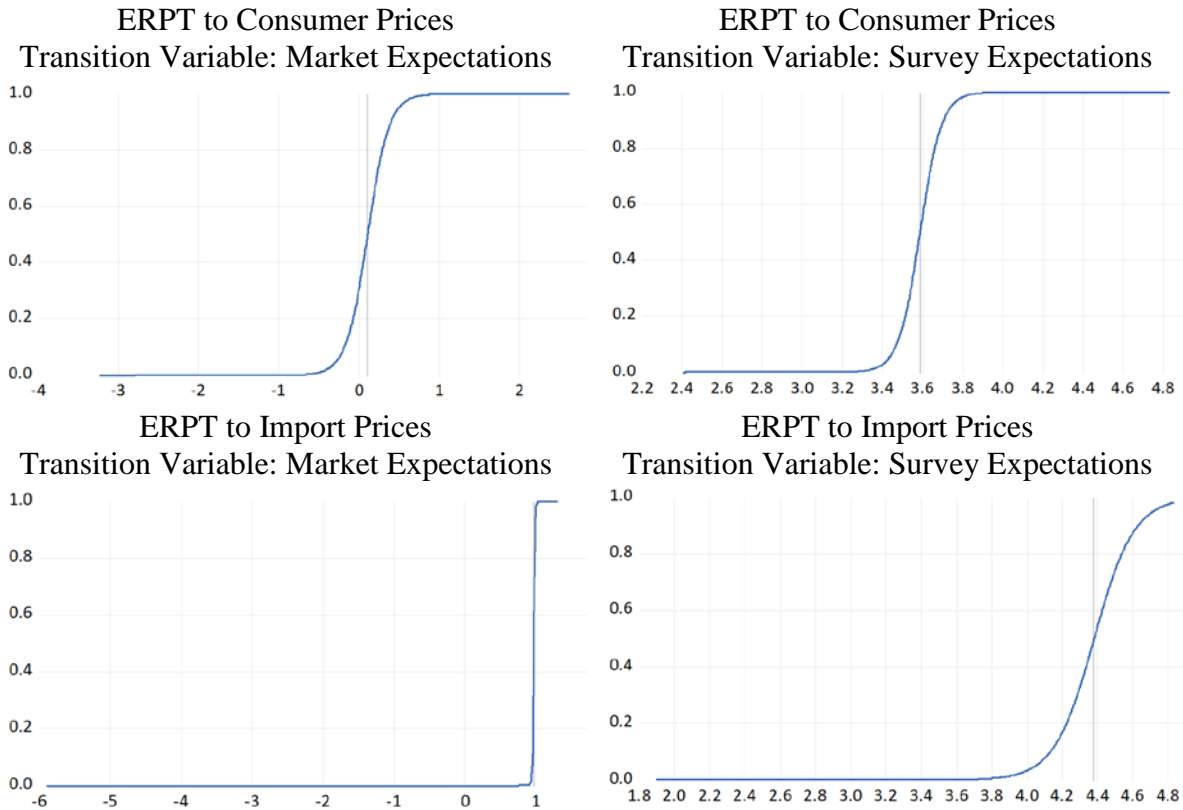 ERPT to Consumer Prices
Transition Variable: Market Expectations
1.0
0.8
0.6
0.4
0.2
0.0
-4 -3 -2 -1 0 1 2
ERPT to Consumer Prices
Transition Variable: Survey Expectations
1.0
0.8
0.6
0.4
0.2
0.0
2.2 2.4 2.6 2.8 3.0 3.2 3.4 3.6 3.8 4.0 4.2 4.4 4.6 4.8
ERPT to Import Prices
Transition Variable: Market Expectations
1.0
0.8
0.6
0.4
0.2
0.0
-6 -5 -4 -3 -2 -1 0 1
ERPT to Import Prices
Transition Variable: Survey Expectations
1.0
0.8
0.6
0.4
0.2
0.0
1.8 2.0 2.2 2.4 2.6 2.8 3.0 3.2 3.4 3.6 3.8 4.0 4.2 4.4 4.6 4.8